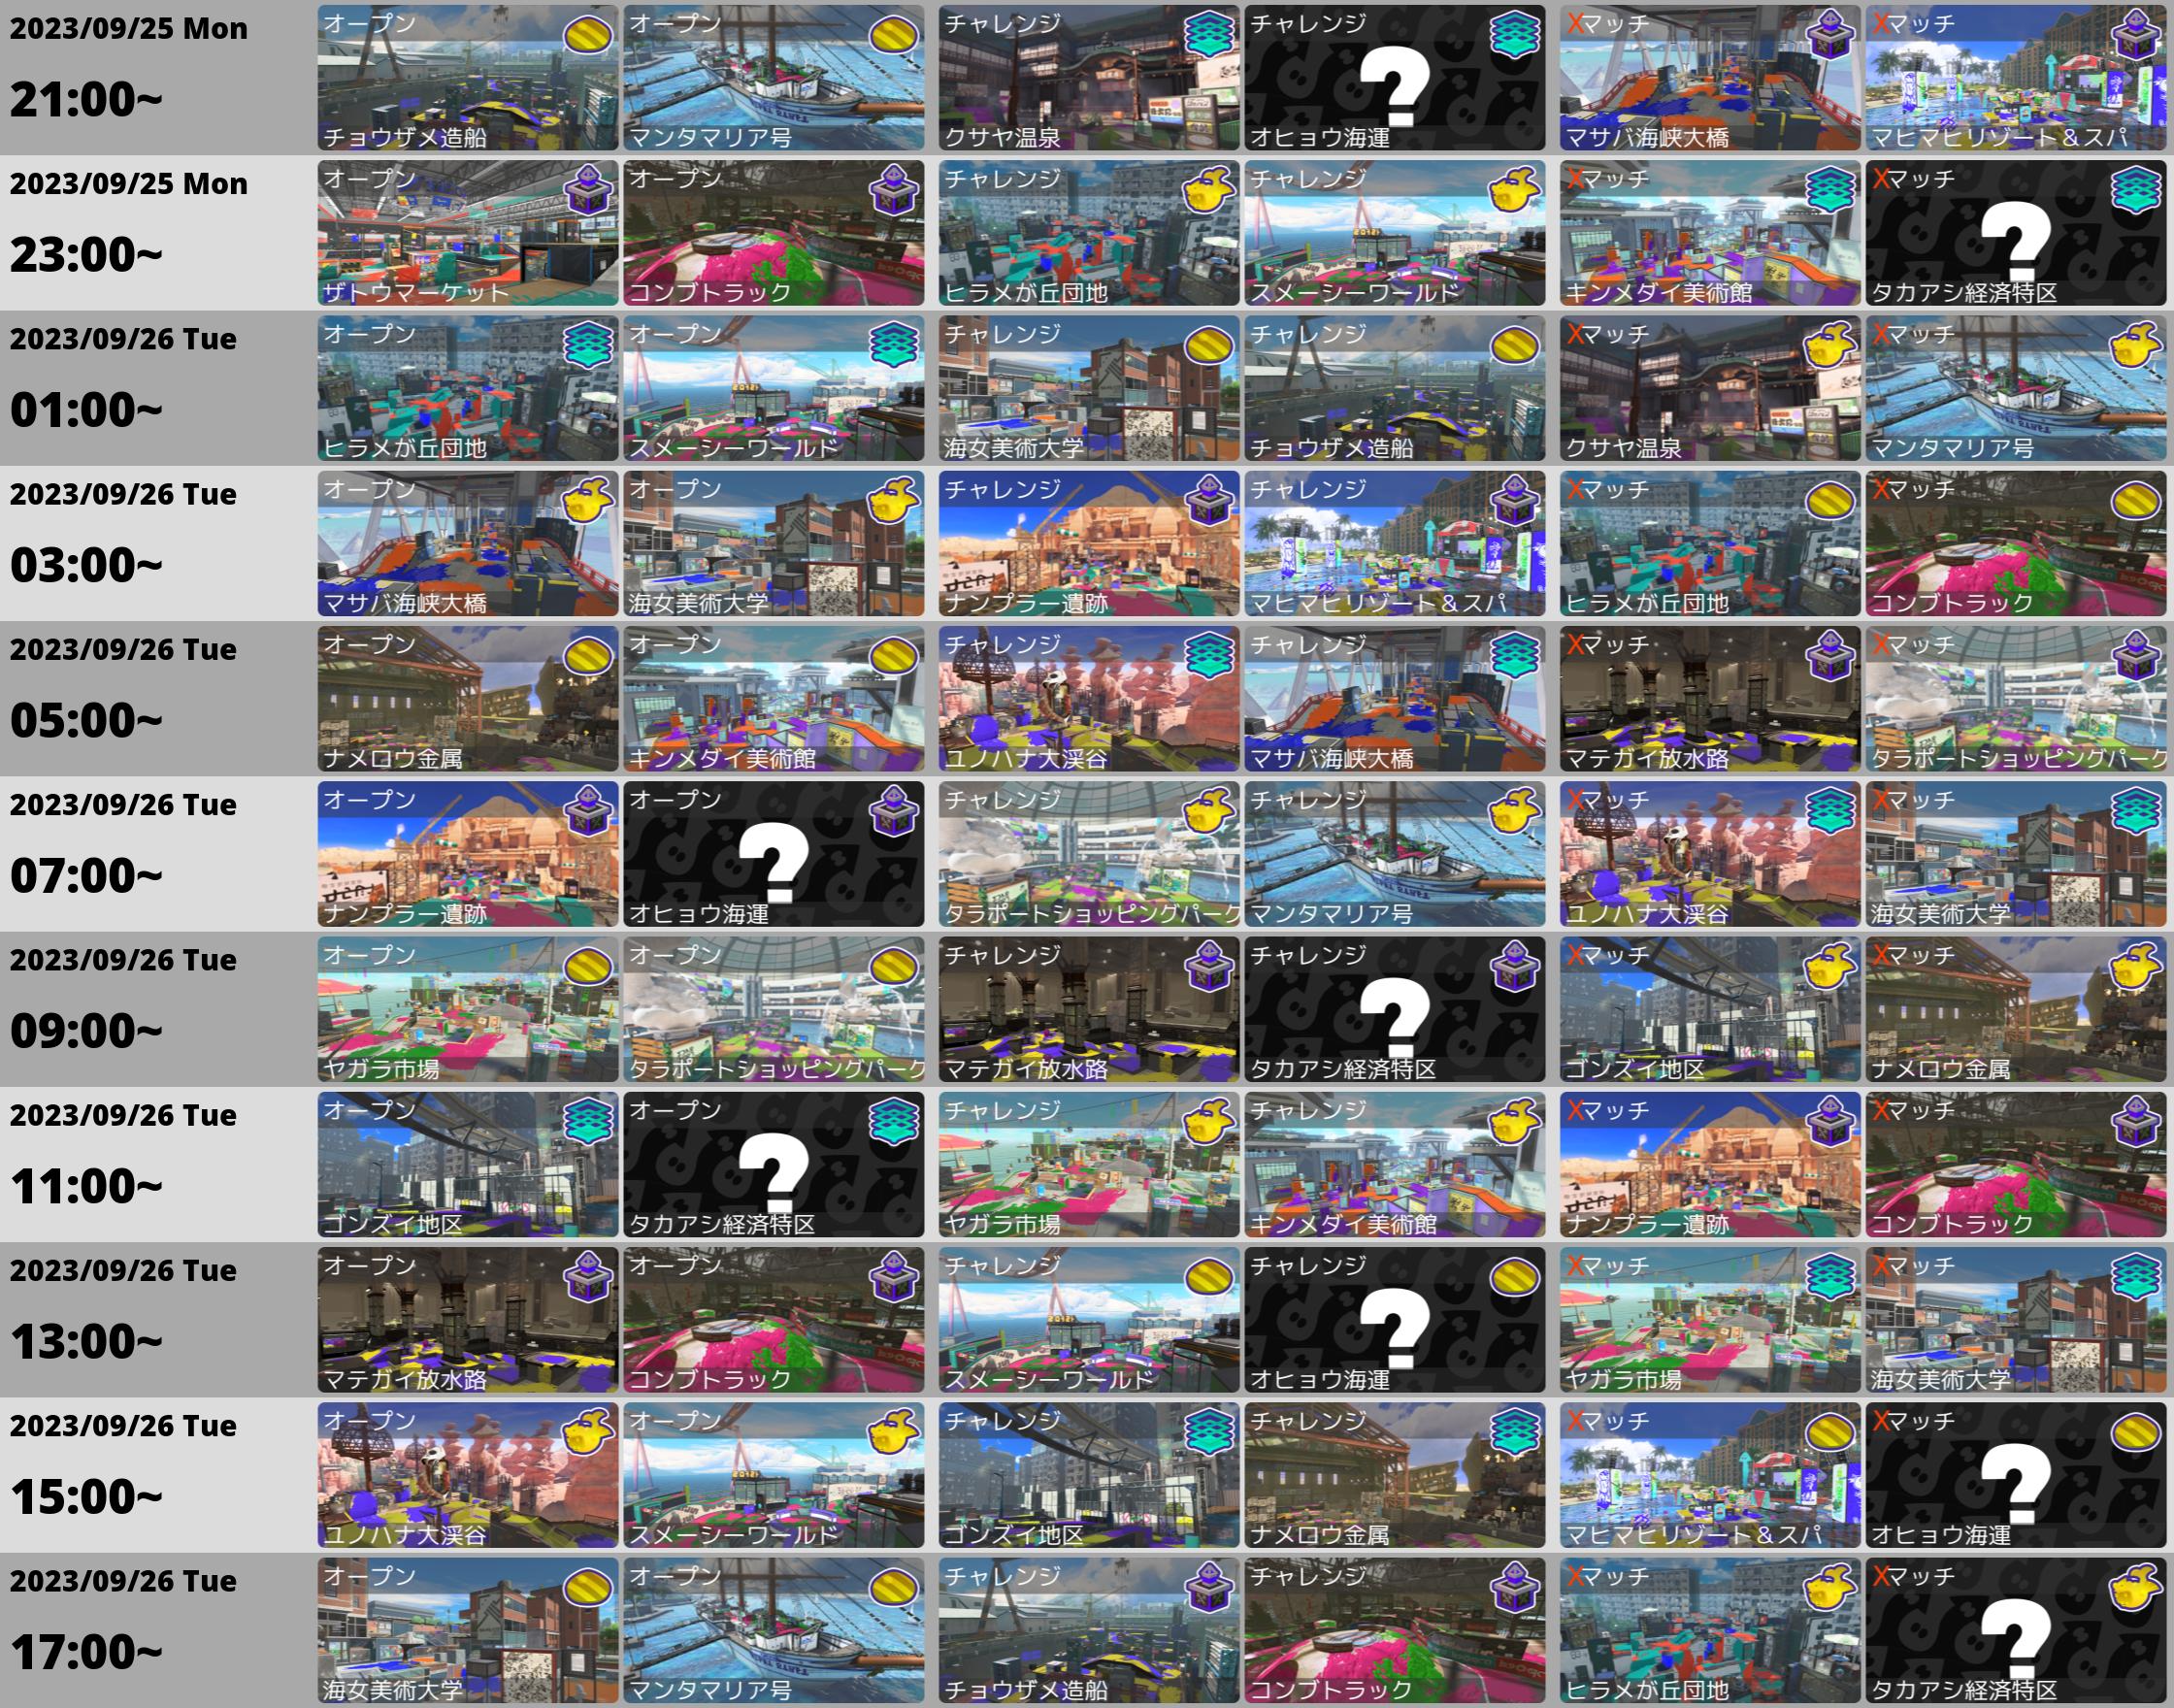 2023/09/25 Mon
21:00~
オープン オープン チャレンジ チャレンジ Xマッチ Xマッチ
チョウザメ造船 マンタマリア号 クサヤ温泉 オヒョウ海運 マサバ海峡大橋 マヒマヒリゾート＆スパ
2023/09/25 Mon
23:00~
オープン オープン チャレンジ チャレンジ Xマッチ Xマッチ
ザトウマーケット コンブトラック ヒラメが丘団地 スメーシーワールド キンメダイ美術館 タカアシ経済特区
2023/09/26 Tue
01:00~
オープン オープン チャレンジ チャレンジ Xマッチ Xマッチ
ヒラメが丘団地 スメーシーワールド 海女美術大学 チョウザメ造船 クサヤ温泉 マンタマリア号
2023/09/26 Tue
03:00~
オープン オープン チャレンジ チャレンジ Xマッチ Xマッチ
マサバ海峡大橋 海女美術大学 ナンプラー遺跡 マヒマヒリゾート＆スパ ヒラメが丘団地 コンブトラック
2023/09/26 Tue
05:00~
オープン オープン チャレンジ チャレンジ Xマッチ Xマッチ
ナメロウ金属 キンメダイ美術館 ユノハナ大渓谷 マサバ海峡大橋 マテガイ放水路 タラポートショッピングパーク
2023/09/26 Tue
07:00~
オープン オープン チャレンジ チャレンジ Xマッチ Xマッチ
ナンプラー遺跡 オヒョウ海運 タラポートショッピングパーク マンタマリア号 ユノハナ大渓谷 海女美術大学
2023/09/26 Tue
09:00~
オープン オープン チャレンジ チャレンジ Xマッチ Xマッチ
ヤガラ市場 タラポートショッピングパーク マテガイ放水路 タカアシ経済特区 ゴンズイ地区 ナメロウ金属
2023/09/26 Tue
11:00~
オープン オープン チャレンジ チャレンジ Xマッチ Xマッチ
ゴンズイ地区 タカアシ経済特区 ヤガラ市場 キンメダイ美術館 ナンプラー遺跡 コンブトラック
2023/09/26 Tue
13:00~
オープン オープン チャレンジ チャレンジ Xマッチ Xマッチ
マテガイ放水路 コンブトラック スメーシーワールド オヒョウ海運 ヤガラ市場 海女美術大学
2023/09/26 Tue
15:00~
オープン オープン チャレンジ チャレンジ Xマッチ Xマッチ
ユノハナ大渓谷 スメーシーワールド ゴンズイ地区 ナメロウ金属 マヒマヒリゾート＆スパ オヒョウ海運
2023/09/26 Tue
17:00~
オープン オープン チャレンジ チャレンジ Xマッチ Xマッチ
海女美術大学 マンタマリア号 チョウザメ造船 コンブトラック ヒラメが丘団地 タカアシ経済特区